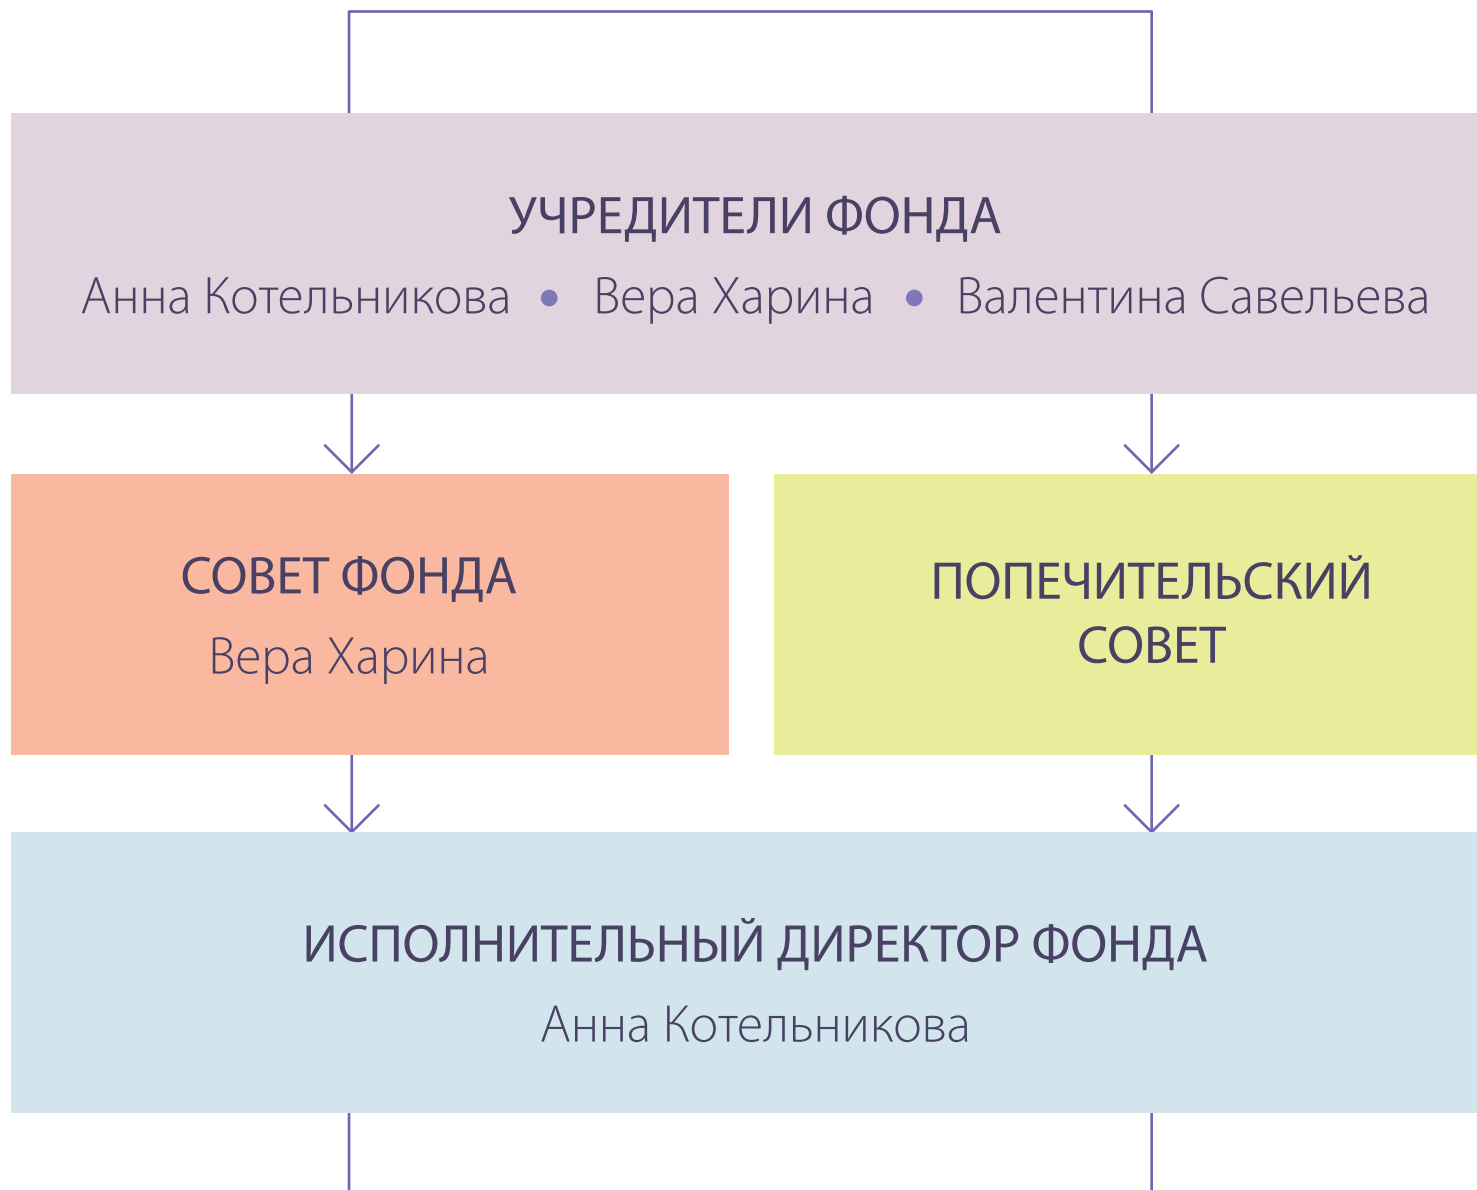 УЧРЕДИТЕЛИ ФОНДА
Анна Котельникова • Вера Харина • Валентина Савельева
СОВЕТ ФОНДА
Вера Харина
ПОПЕЧИТЕЛЬСКИЙ
СОВЕТ
ИСПОЛНИТЕЛЬНЫЙ ДИРЕКТОР ФОНДА
Анна Котельникова